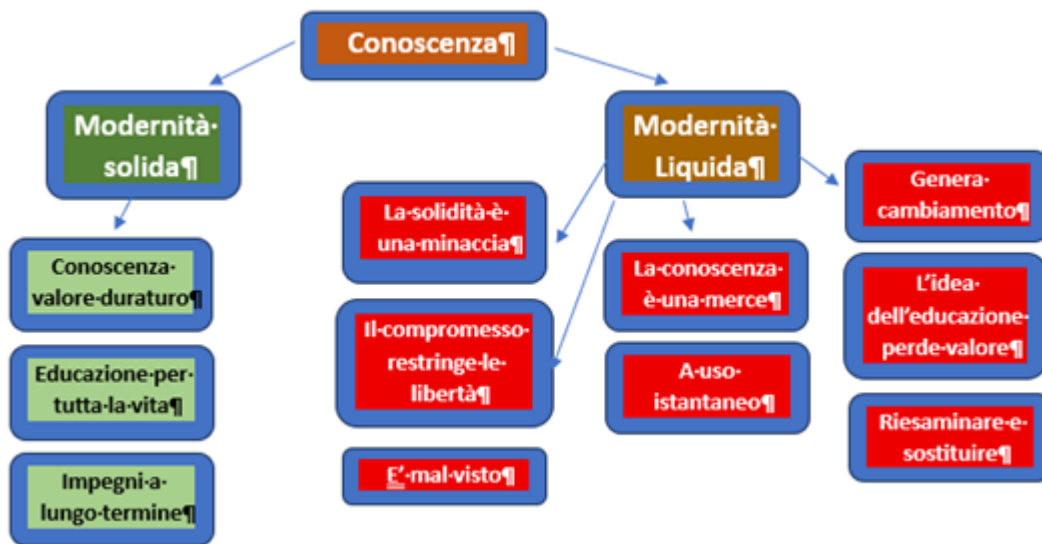 Conoscenza¶
Modernità·
solida¶
Conoscenza·
valore·duraturo¶
Educazione·per·
tutta·la·vita¶
Impegni·a·
lungo·termine¶
Modernità·
Liquida¶
La·solidità·è·
una·minaccia¶
Il·compromesso·
restringe·le·
libertà¶
E'·mal·visto¶
La·conoscenza·
è·una·merce¶
A·uso·
istantaneo¶
Genera·
cambiamento¶
L’idea·
dell’educazione·
perde·valore¶
Riesaminare·e·
sostituire¶